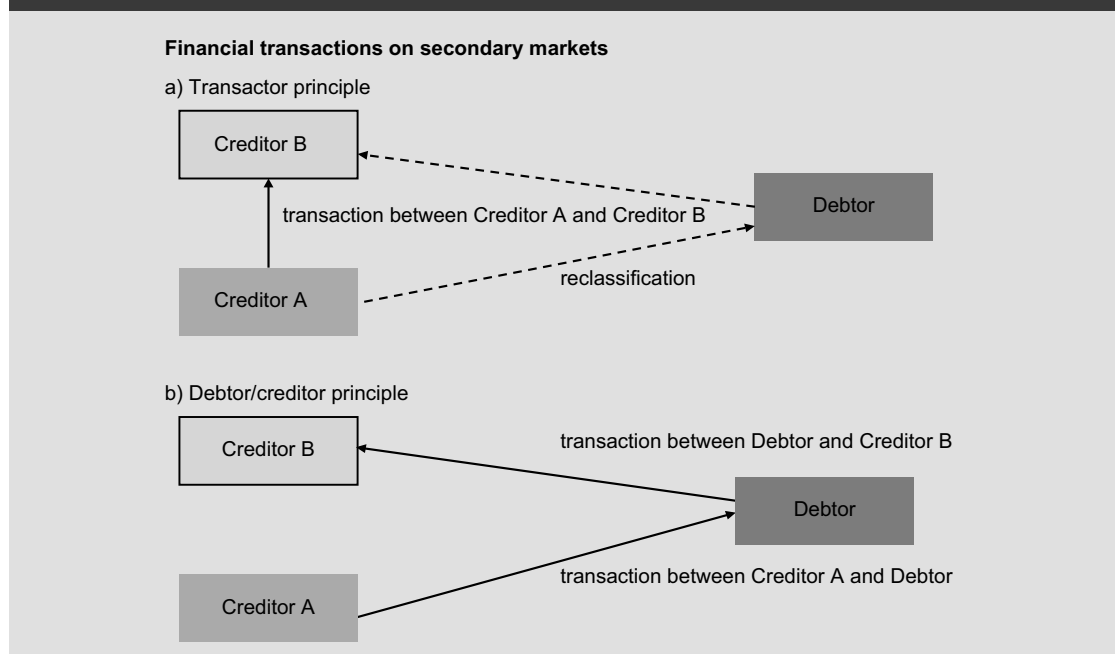 Financial transactions on secondary markets
a) Transactor principle
Creditor B
Debtor
transaction between Creditor A and Creditor B
reclassification
Creditor A
b) Debtor/creditor principle
Creditor B
transaction between Debtor and Creditor B
Debtor
transaction between Creditor A and Debtor
Creditor A